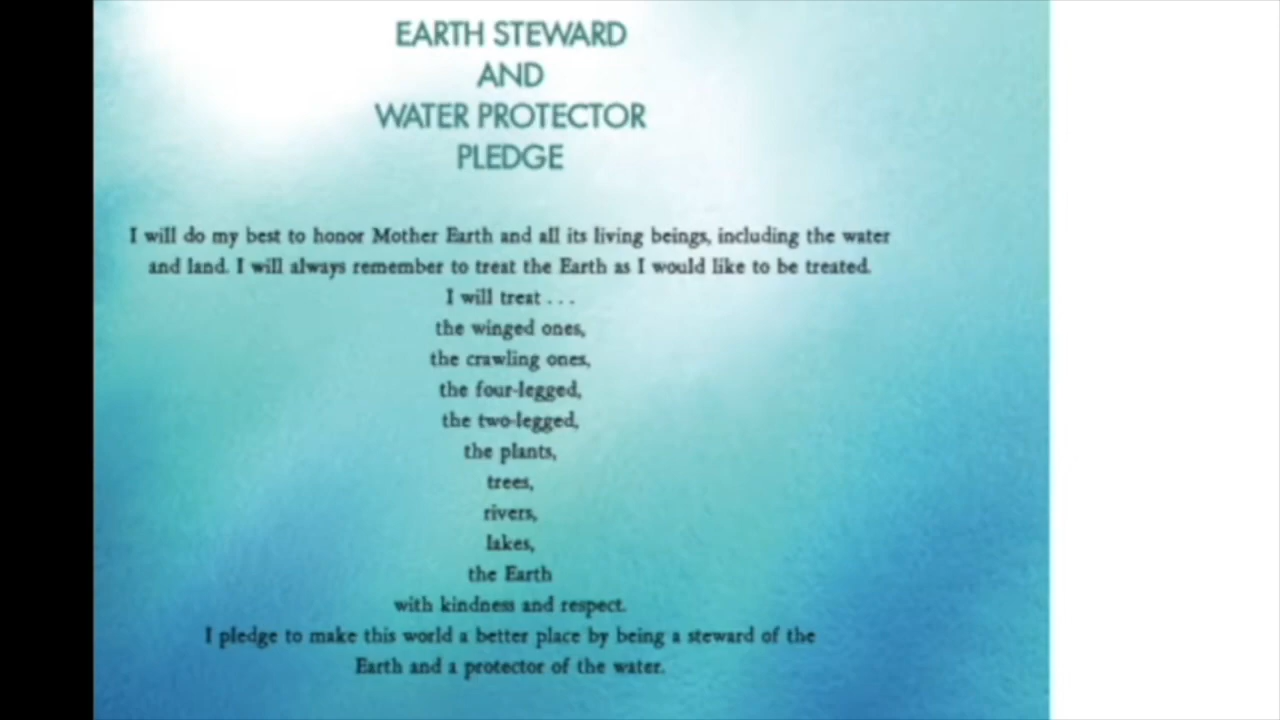 EARTH STEWARD
AND
WATER PROTECTOR
PLEDGE
I will do my best to honor Mother Earth and all its living beings, including the water
and land. I will always remember to treat the Earth as I would like to be treated.
I will treat . . .
the winged ones,
the crawling ones,
the four-legged,
the two-legged,
the plants,
trees,
rivers,
lakes,
the Earth
with kindness and respect.
I pledge to make this world a better place by being a steward of the
Earth and a protector of the water.